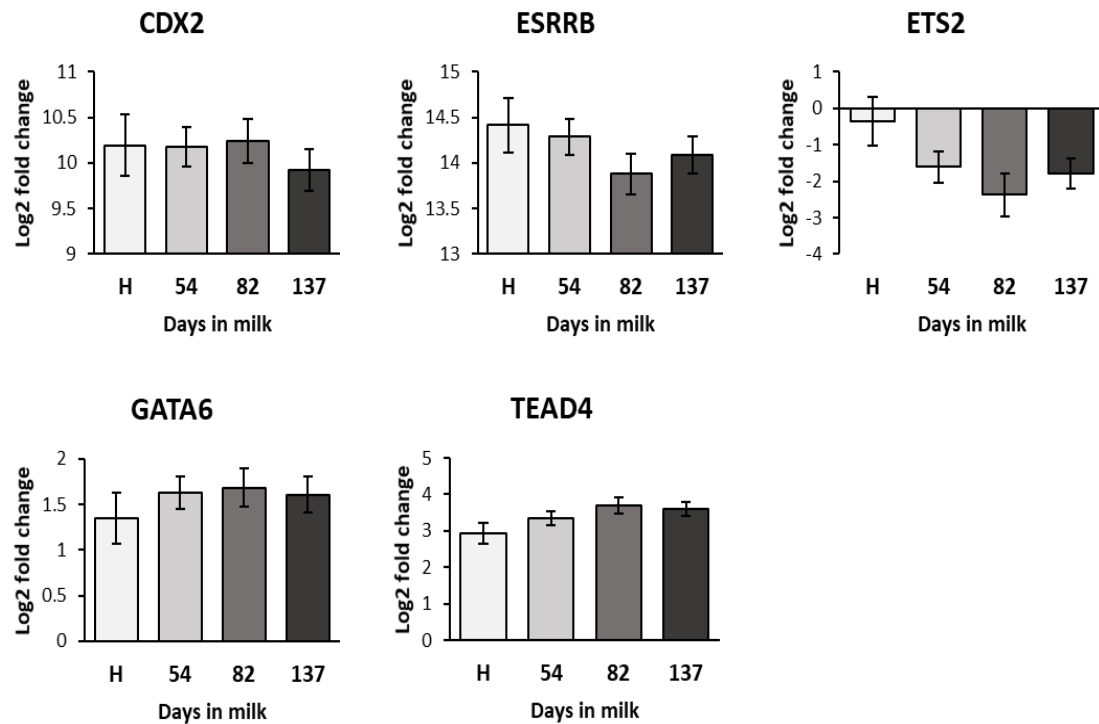 CDX2
Log2 fold change
11
10.5
10
9.5
9
H 54 82 137
Days in milk
ESRRB
Log2 fold change
15
14.5
14
13.5
13
H 54 82 137
Days in milk
ETS2
Log2 fold change
1
0
-1
-2
-3
-4
H 54 82 137
Days in milk
GATA6
Log2 fold change
2
1.5
1
0.5
0
H 54 82 137
Days in milk
TEAD4
Log2 fold change
5
4
3
2
1
0
H 54 82 137
Days in milk